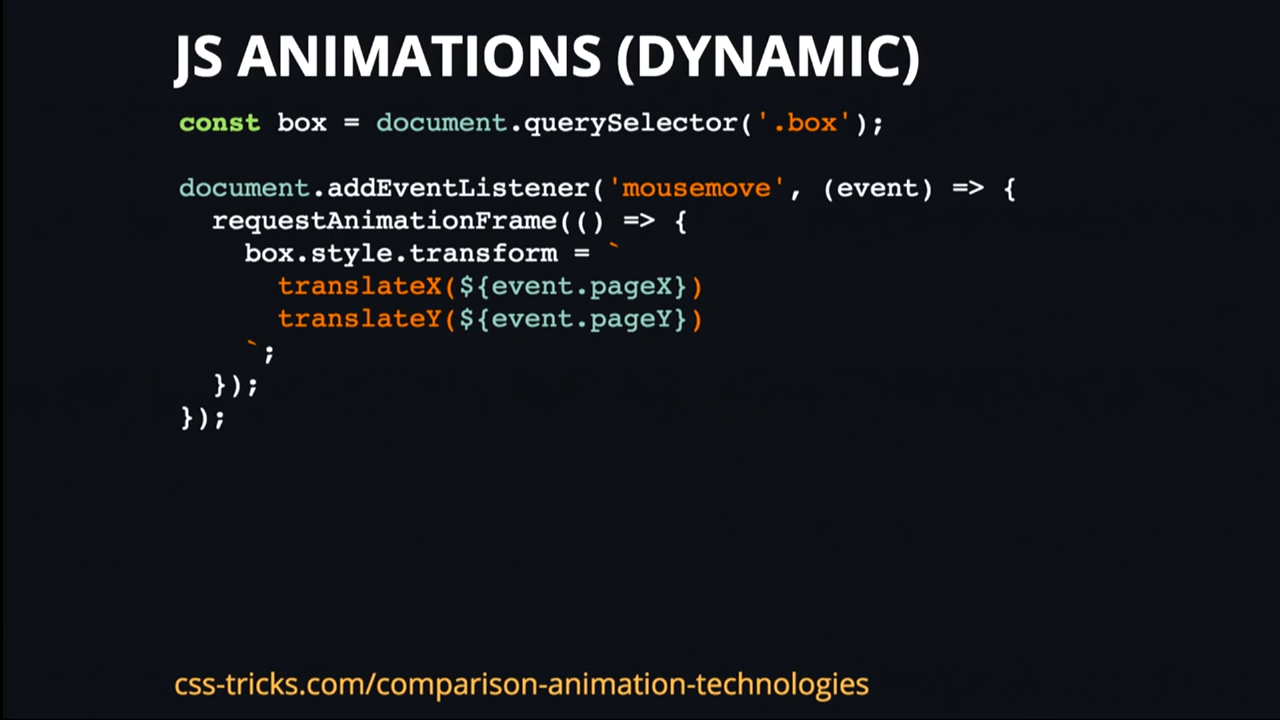 JS ANIMATIONS (DYNAMIC)
const box = document.querySelector('.box');
document.addEventListener('mousemove', (event) => {
  requestAnimationFrame(() => {
    box.style.transform = `
      translateX(${event.pageX})
      translateY(${event.pageY})
    `;
  });
});
css-tricks.com/comparison-animation-technologies